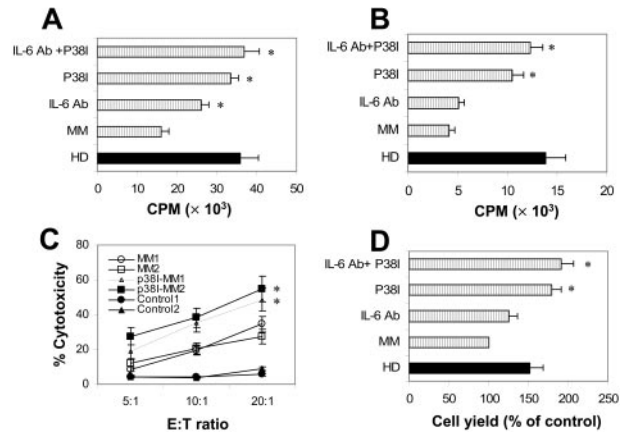 A
IL-6 Ab +P38I
*
P38I
*
IL-6 Ab
*
MM
HD
0 10 20 30 40 50
CPM (× 10³)
B
IL-6 Ab+P38I
*
P38I
*
IL-6 Ab
MM
HD
0 5 10 15 20
CPM (× 10³)
C
% Cytotoxicity
80
60
40
20
0
MM1
MM2
p38I-MM1
p38I-MM2
Control1
Control2
*
*
5:1 10:1 20:1
E:T ratio
D
IL-6 Ab+ P38I
*
P38I
*
IL-6 Ab
MM
HD
0 50 100 150 200 250
Cell yield (% of control)